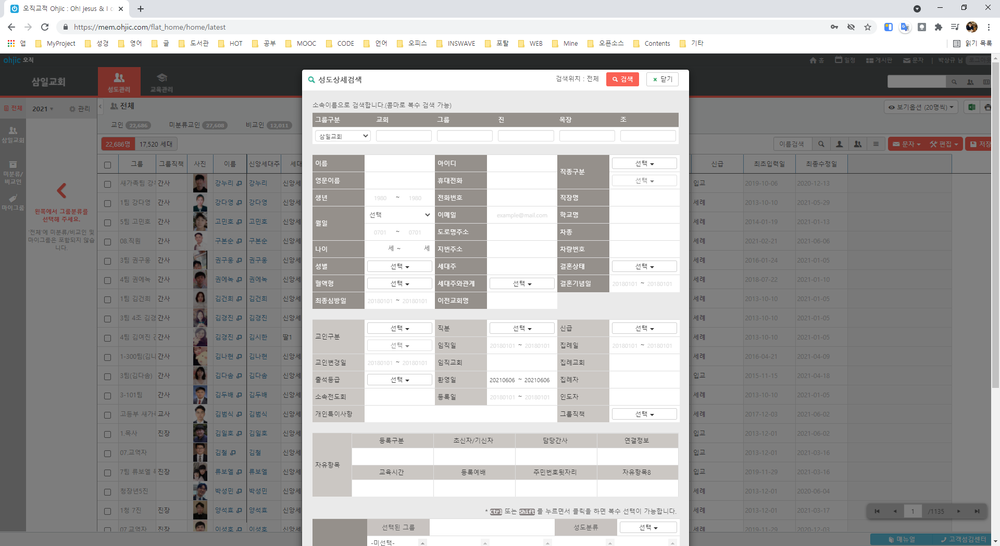 오직교적 Ohjic : Oh! jesus & I c
https://mem.ohjic.com/flat_home/home/latest
앱 MyProject 성경 영어 글 도서관 HOT 공부 MOOC CODE 언어 오피스 INSWAVE 포탈 WEB Mine 오픈소스 Contents 기타 읽기 목록
ohjic 오직 홈 일정 게시판 문자 | 박상규 님 로그아웃
삼일교회 성도관리 교육관리
성도상세검색 검색위치 : 전체 검색 × 닫기
전체 2021 관리 전체 보기옵션 (20명씩)
교인 22,686 미분류교인 27,608 비교인 12,011
22,686명 17,520 세대 이름검색 문자 편집 저장
삼일교회
미분류/
비교인
마이그룹
왼쪽에서 그룹분류를
선택해 주세요.
'전체'에 미분류/비교인 및
마이그룹은 포함되지 않습
니다.
그룹 그룹직책 사진 이름 신앙세대주 세대 신급 최초입력일 최종수정일
새가족팀 강누 간사 강누리 강누리 신앙세 입교 2019-10-06 2020-12-13
1팀 강다영 간사 강다영 강다영 신앙세 세례 2013-10-10 2021-05-29
5팀 고민호 간사 고민호 고민호 신앙세 세례 2014-01-19 2021-01-13
08.직원 간사 구본순 구본순 신앙세 세례 2021-02-21 2021-06-06
3팀 권구웅 간사 권구웅 권구웅 신앙세 세례 2016-01-24 2021-01-05
4팀 권에녹 간사 권에녹 권에녹 신앙세 세례 2018-07-22 2021-01-10
1팀 김건희 간사 김건희 김건희 신앙세 세례 2013-10-10 2021-01-05
3팀 4조 김경 간사 김경진 김경진 신앙세 세례 2013-10-10 2021-01-05
4팀 김여진 간사 김경진 김시한 딸1 세례 2013-10-10 2021-01-05
1-300팀(김나 간사 김나현 김나현 신앙세 세례 2016-04-21 2021-04-09
3팀(김다솜) 간사 김다솜 김다솜 신앙세 입교 2015-11-15 2021-04-18
3-101팀 간사 김두배 김두배 신앙세 세례 2013-10-10 2021-01-05
고등부 새가족 교사 김범식 김범식 신앙세 세례 2017-12-03 2021-06-02
1.목사 진장 김일호 김일호 신앙세 입교 2013-12-01 2021-06-02
07.교역자 김철 김철 신앙세 입교 2013-12-01 2021-03-16
7팀 류보엘 진장 류보엘 류보엘 신앙세 입교 2019-11-29 2021-03-16
청장년5진 박성민 박성민 신앙세 세례 2013-12-01 2020-06-04
1청 7진 진장 양석효 양석효 신앙세 세례 2013-12-01 2021-03-17
07.교역자 진장 이성호 이성호 신앙세 세례 2019-11-29 2020-12-03
소속이름으로 검색합니다.(콤마로 복수 검색 가능)
그룹구분 교회 그룹 진 목장 조
삼일교회
이름 아이디 직종구분 선택
영문이름 휴대전화 선택
생년 1980 ~ 1980 전화번호 직장명
월일 선택 이메일 example@mail.com 학교명
0701 ~ 0701 도로명주소 차종
나이 세 ~ 세 지번주소 차량번호
성별 선택 세대주 결혼상태 선택
혈액형 선택 세대주와관계 선택 결혼기념일 20180101 ~ 20180101
최종심방일 20180101 ~ 20180101 이전교회명
교인구분 선택 직분 선택 신급 선택
선택 임직일 20180101 ~ 20180101 집례일 20180101 ~ 20180101
교인변경일 20180101 ~ 20180101 임직교회 집례교회
출석등급 선택 환영일 20210606 ~ 20210606 집례자
소속전도회 등록일 20180101 ~ 20180101 인도자
개인특이사항 그룹직책 선택
자유항목 등록구분 초신자/기신자 담당간사 연결정보
교육시간 등록예배 주민번호뒷자리 자유항목8
* Ctrl 또는 Shift 를 누르면서 클릭을 하면 복수 선택이 가능합니다.
선택된 그룹 성도분류 선택
-미선택-
1 /1135
매뉴얼 고객섬김센터